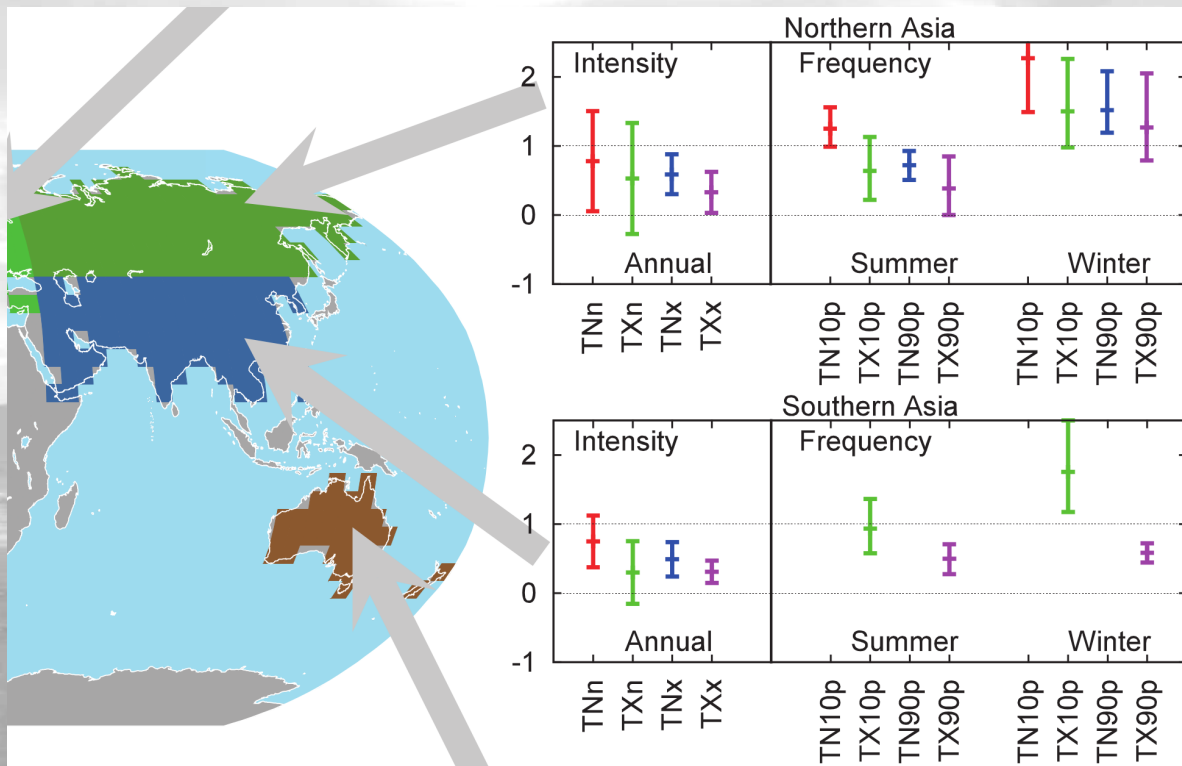 Northern Asia
Intensity
Frequency
2
1
0
-1
Annual
Summer
Winter
TNn
TXn
TNx
TXx
TN10p
TX10p
TN90p
TX90p
TN10p
TX10p
TN90p
TX90p
Southern Asia
Intensity
Frequency
2
1
0
-1
Annual
Summer
Winter
TNn
TXn
TNx
TXx
TN10p
TX10p
TN90p
TX90p
TN10p
TX10p
TN90p
TX90p